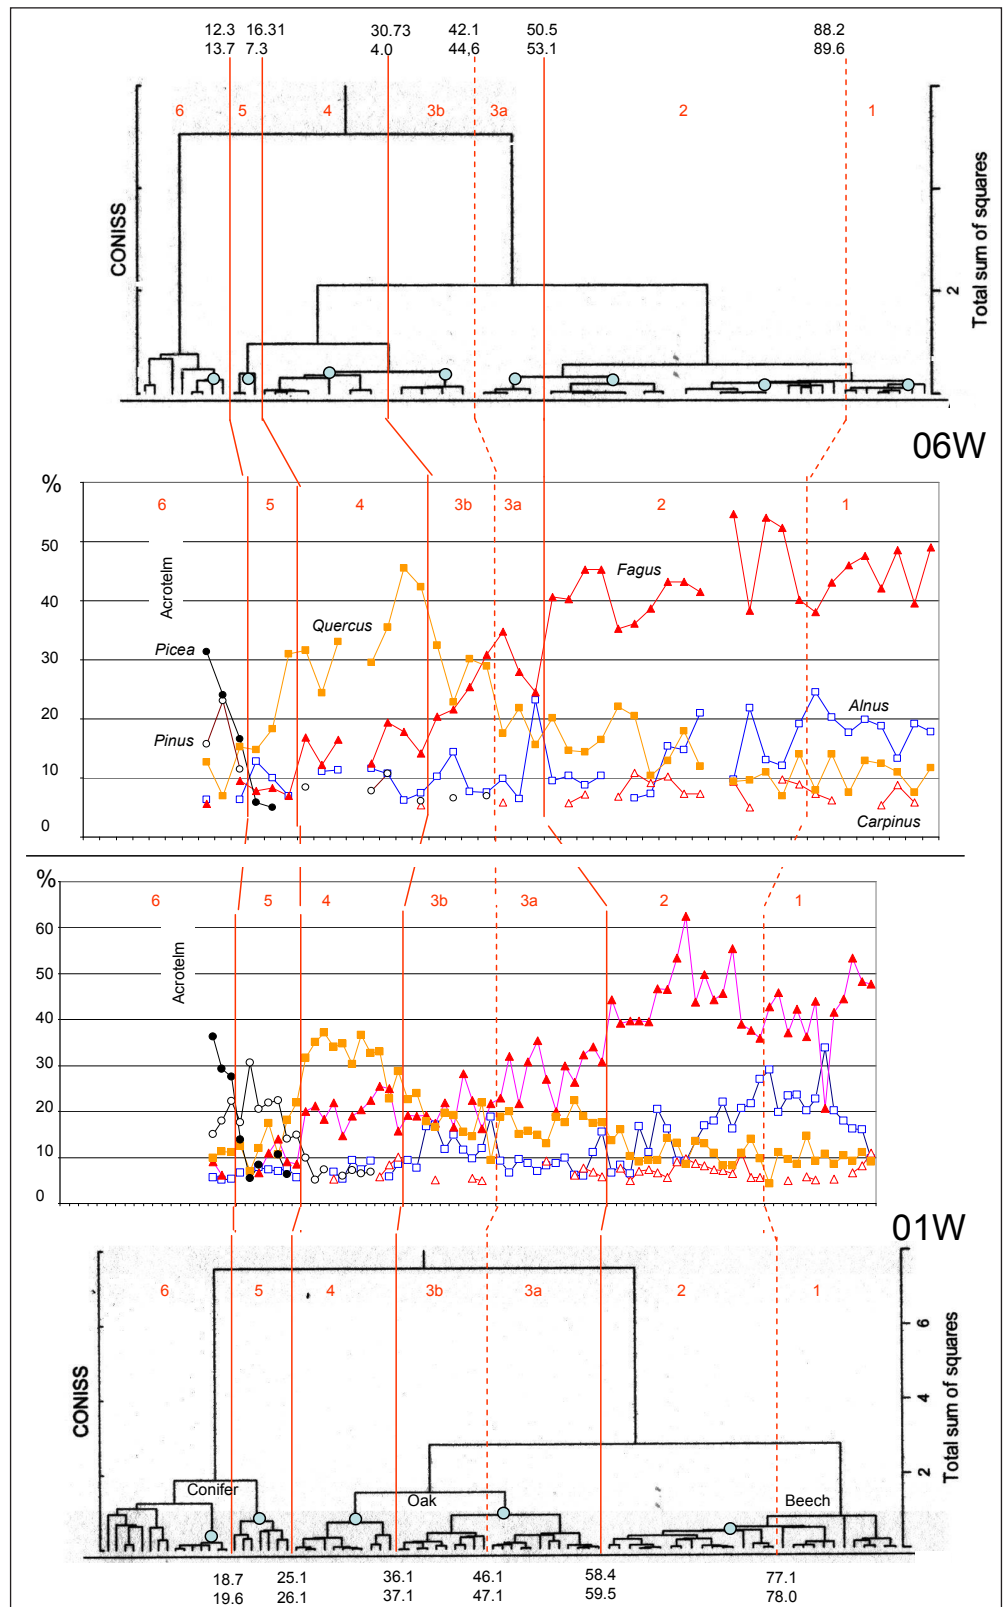 12.3 16.31 30.73 42.1 50.5 88.2
13.7 7.3 4.0 44,6 53.1 89.6
6 5 4 3b 3a 2 1
CONISS
Total sum of squares
2
06W
%
6 5 4 3b 3a 2 1
50
40
30
20
10
0
Acrotelm
Picea
Pinus
Quercus
Fagus
Alnus
Carpinus
%
6 5 4 3b 3a 2 1
60
50
40
30
20
10
0
Acrotelm
01W
6 5 4 3b 3a 2 1
CONISS
Total sum of squares
6
4
2
Conifer Oak Beech
18.7 25.1 36.1 46.1 58.4 77.1
19.6 26.1 37.1 47.1 59.5 78.0